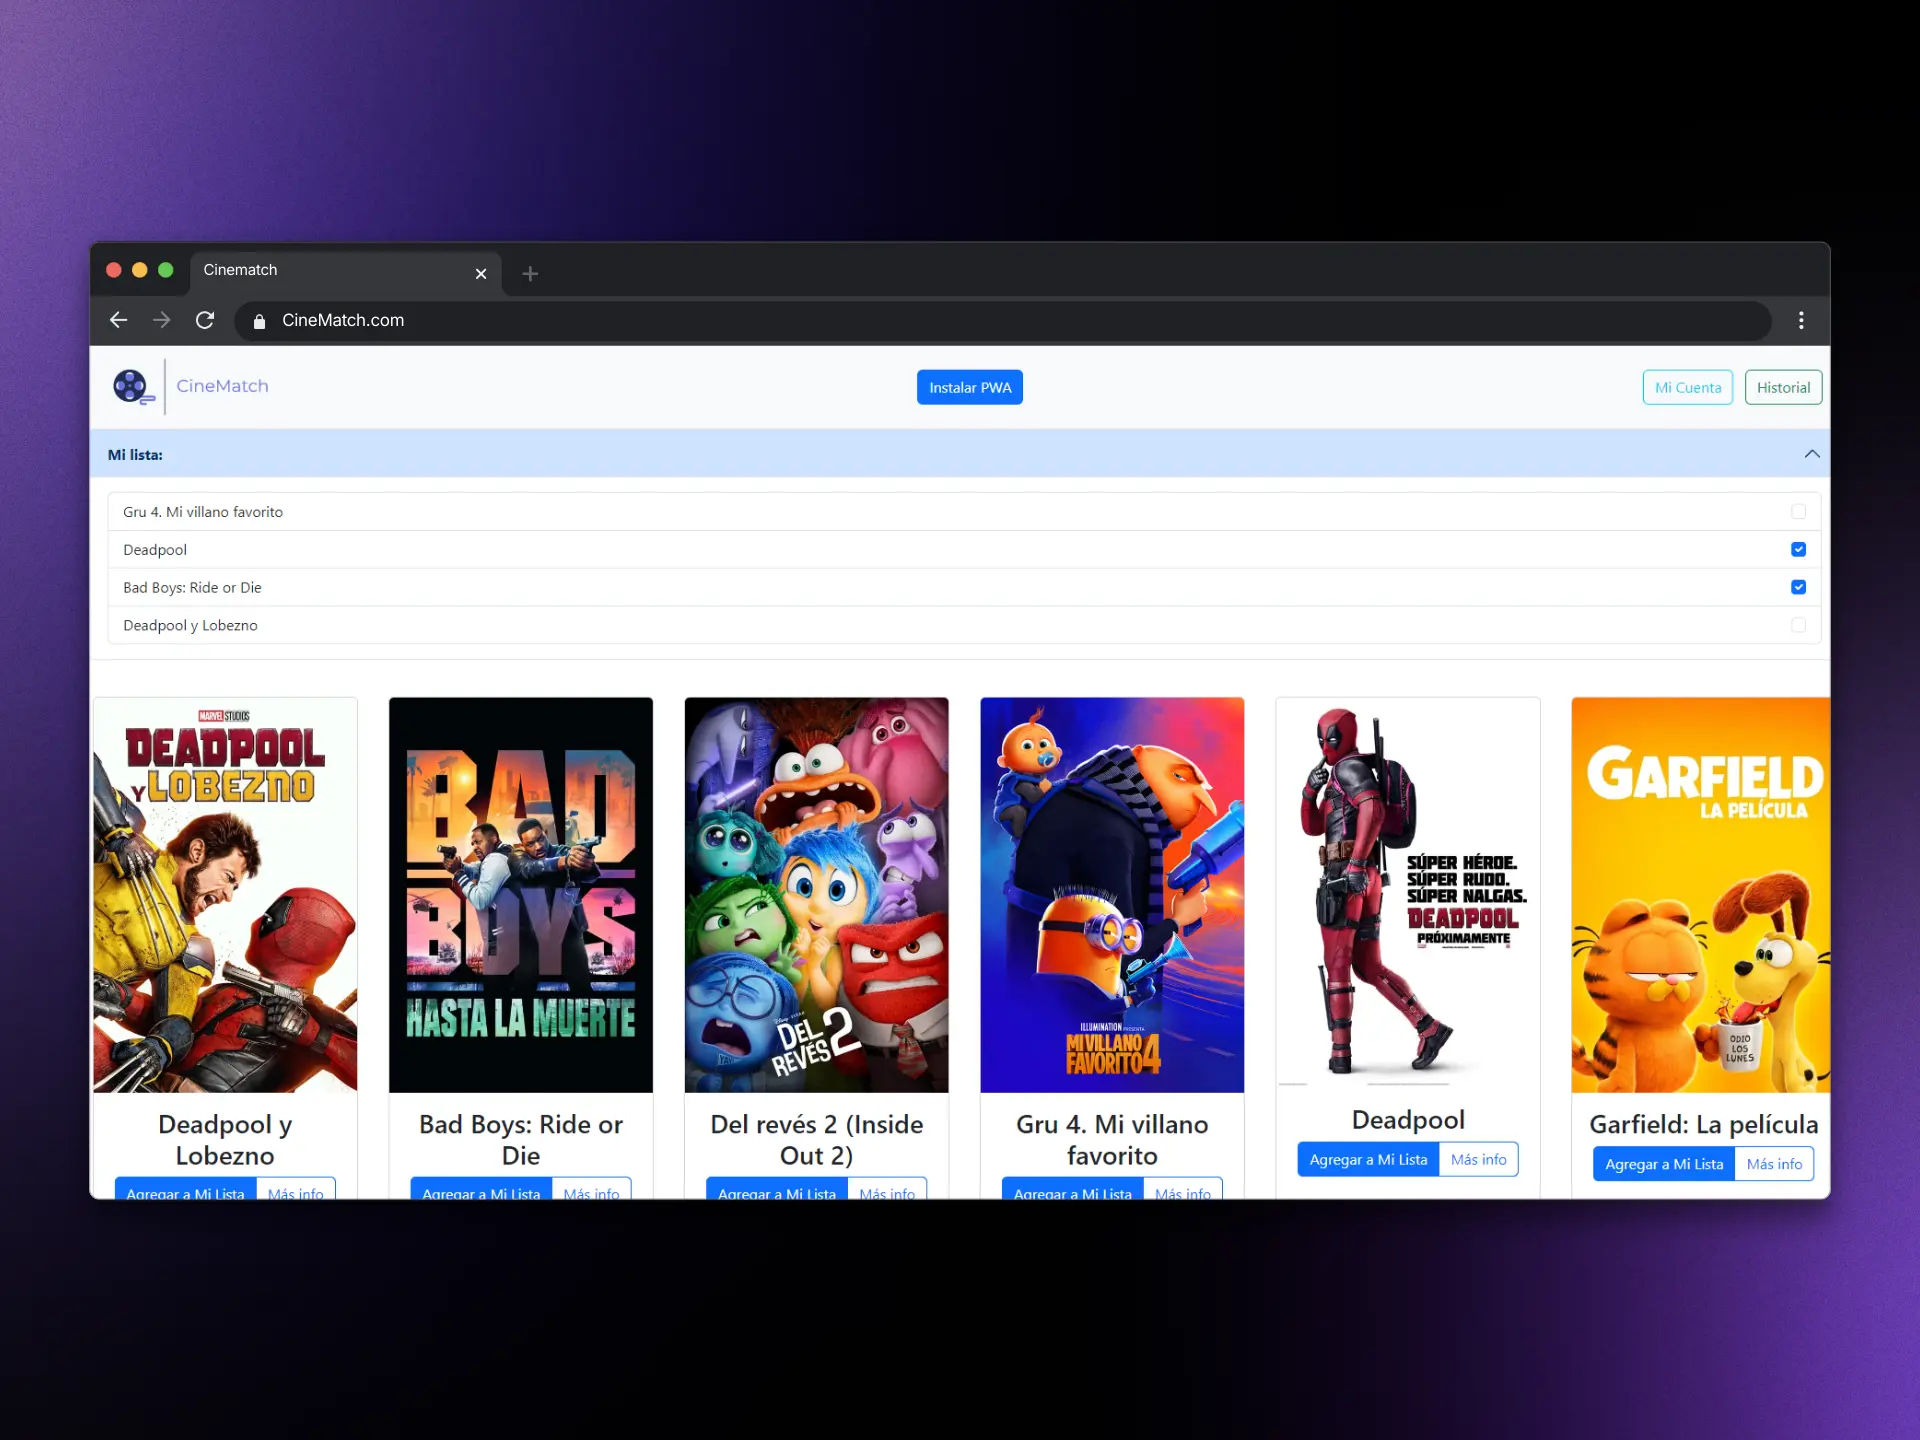 Cinematch
CineMatch.com
CineMatch
Instalar PWA
Mi Cuenta
Historial
Mi lista:
Gru 4. Mi villano favorito
Deadpool
Bad Boys: Ride or Die
Deadpool y Lobezno
MARVEL STUDIOS
DEADPOOL
Y LOBEZNO
BAD
BOYS
HASTA LA MUERTE
DEL
REVÉS 2
ILLUMINATION PRESENTA
MI VILLANO
FAVORITO 4
SÚPER HÉROE.
SÚPER RUDO.
SÚPER NALGAS.
DEADPOOL
PRÓXIMAMENTE
GARFIELD
LA PELÍCULA
ODIO
LOS
LUNES
Deadpool y
Lobezno
Agregar a Mi Lista
Más info
Bad Boys: Ride or
Die
Agregar a Mi Lista
Más info
Del revés 2 (Inside
Out 2)
Agregar a Mi Lista
Más info
Gru 4. Mi villano
favorito
Agregar a Mi Lista
Más info
Deadpool
Agregar a Mi Lista
Más info
Garfield: La película
Agregar a Mi Lista
Más info